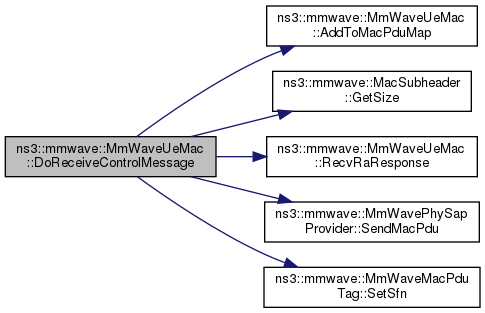 ns3::mmwave::MmWaveUeMac
::AddToMacPduMap
ns3::mmwave::MacSubheader
::GetSize
ns3::mmwave::MmWaveUeMac
::DoReceiveControlMessage
ns3::mmwave::MmWaveUeMac
::RecvRaResponse
ns3::mmwave::MmWavePhySap
Provider::SendMacPdu
ns3::mmwave::MmWaveMacPdu
Tag::SetSfn